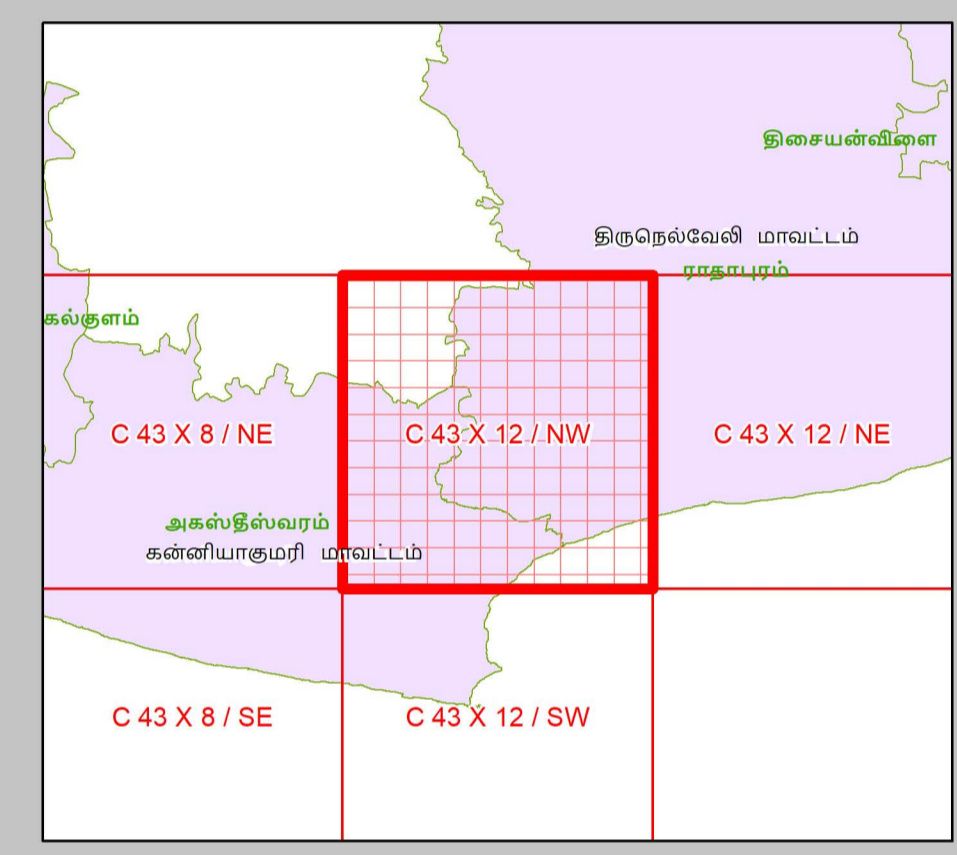 திசையன்விளை
திருநெல்வேலி மாவட்டம்
ராதாபுரம்
கல்குளம்
C 43 X 8 / NE
C 43 X 12 / NW
C 43 X 12 / NE
அகஸ்தீஸ்வரம்
கன்னியாகுமரி மாவட்டம்
C 43 X 8 / SE
C 43 X 12 / SW